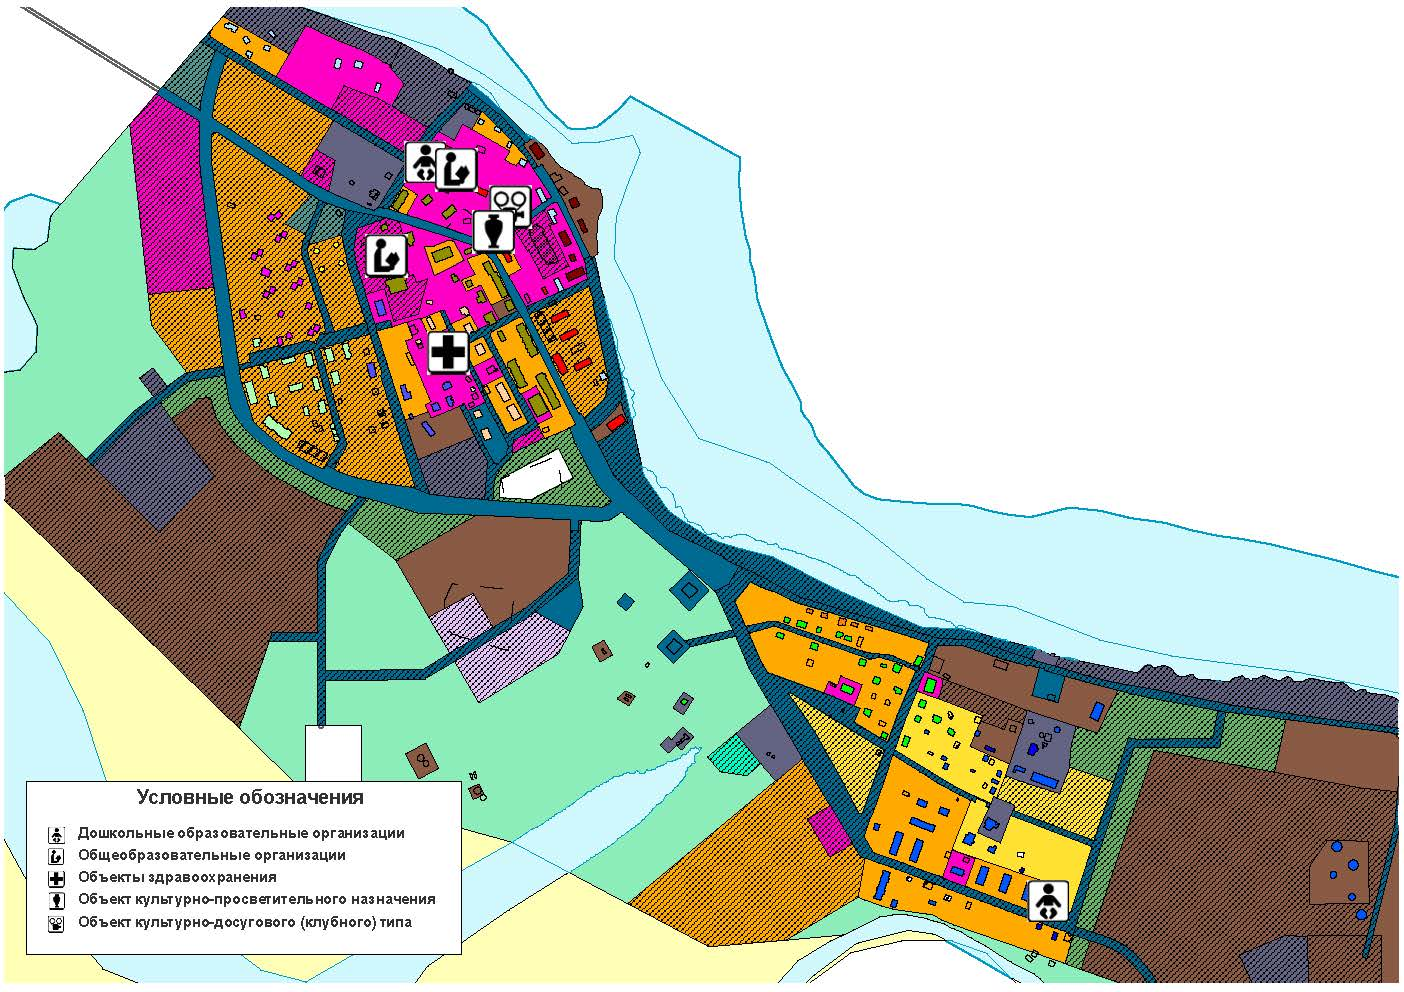 Условные обозначения
Дошкольные образовательные организации
Общеобразовательные организации
Объекты здравоохранения
Объект культурно-просветительного назначения
Объект культурно-досугового (клубного) типа